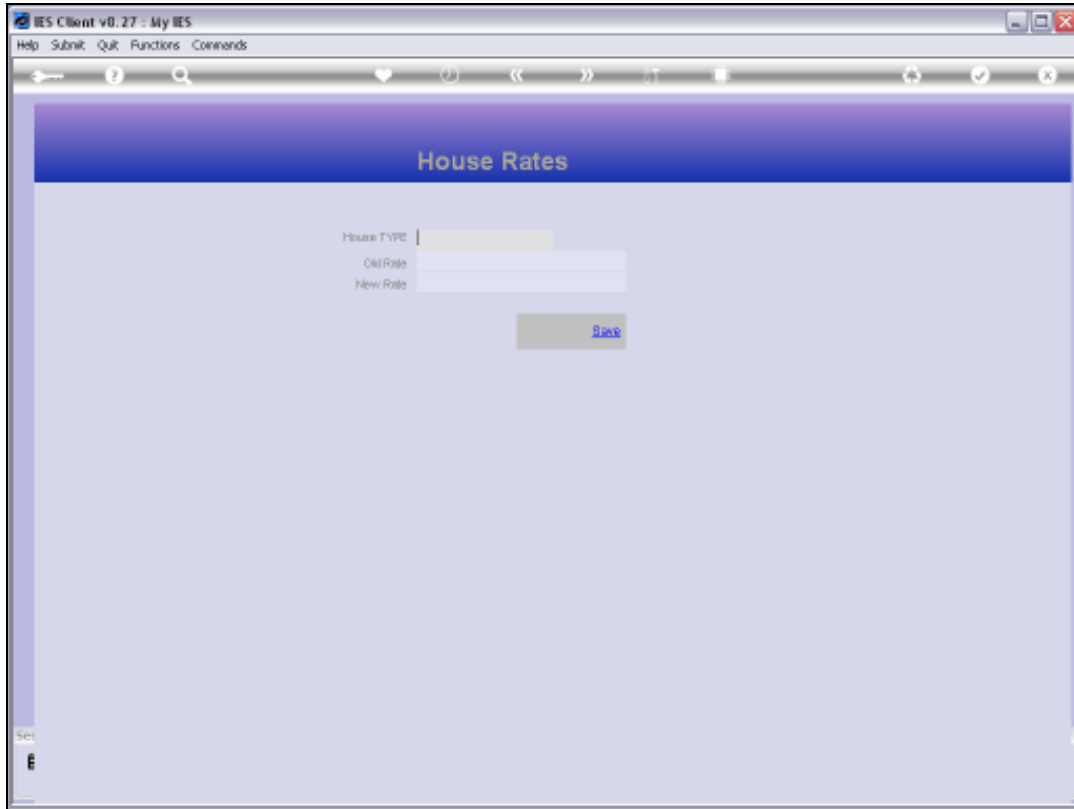 IES Client v8.27 : My IES
Help Submit Quit Functions Commands
House Rates
House TYPE
Old Rate
New Rate
Save